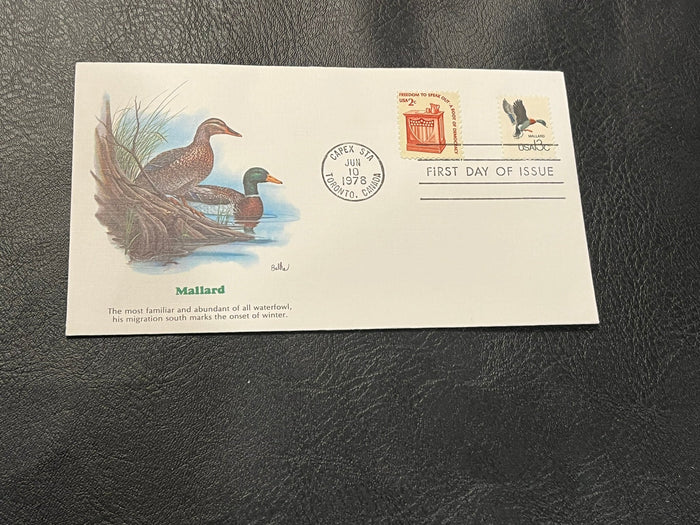 FREEDOM TO SPEAK OUT-A ROOT OF DEMOCRACY
USA 2c
MALLARD
USA13c
CAPEX STA
JUN
10
1978
TORONTO, CANADA
FIRST DAY OF ISSUE
Mallard
The most familiar and abundant of all waterfowl,
his migration south marks the onset of winter.